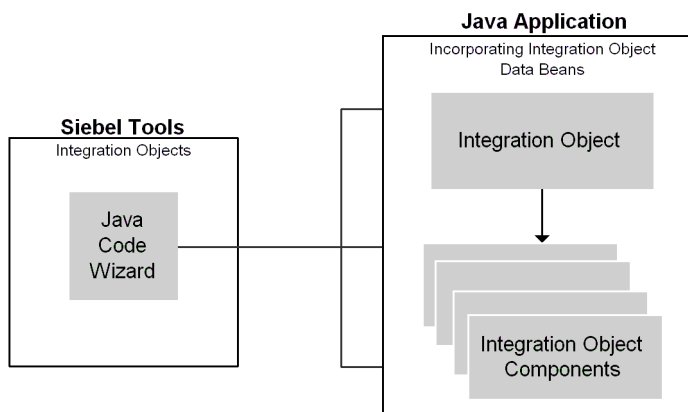 Java Application
Incorporating Integration Object
Data Beans
Integration Object
Siebel Tools
Integration Objects
Java
Code
Wizard
Integration Object
Components